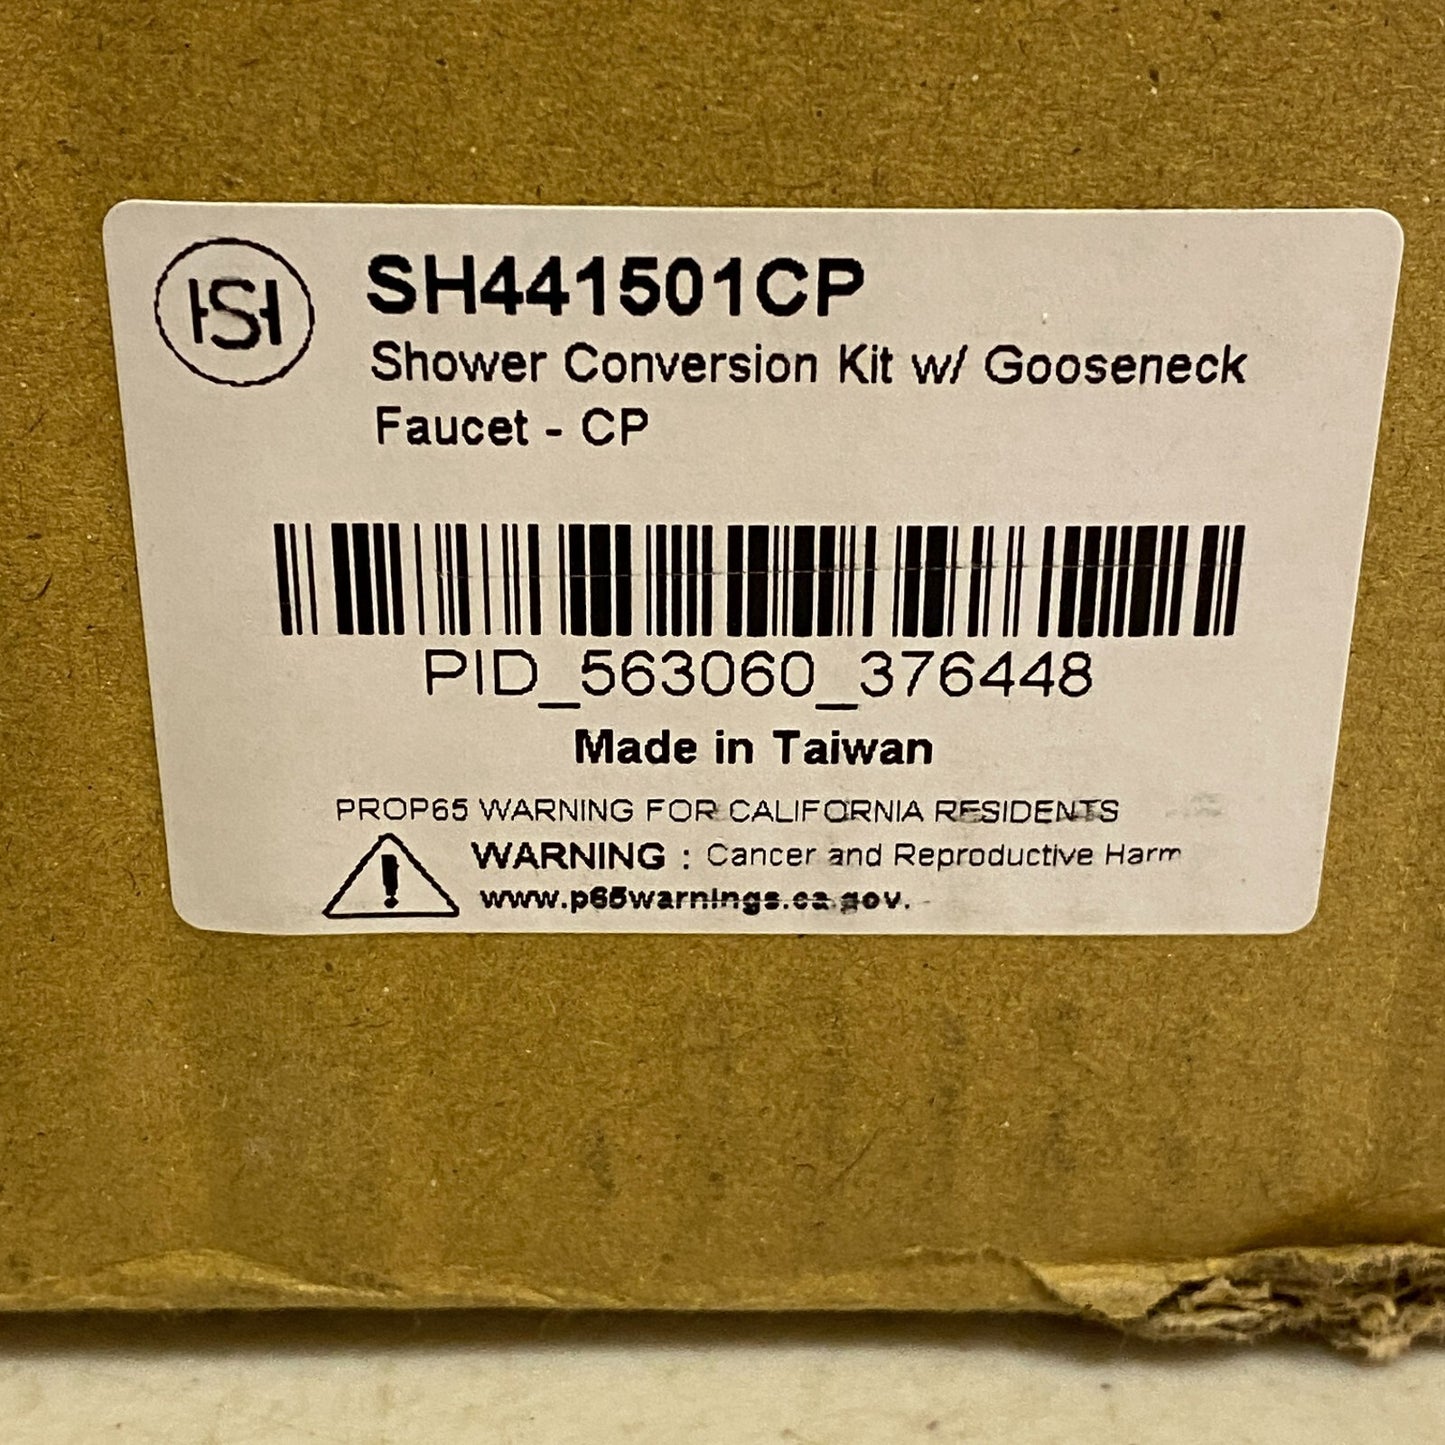 HSH
SH441501CP
Shower Conversion Kit w/ Gooseneck
Faucet - CP
PID_563060_376448
Made in Taiwan
PROP65 WARNING FOR CALIFORNIA RESIDENTS
WARNING : Cancer and Reproductive Harm
www.p65warnings.ca.gov.